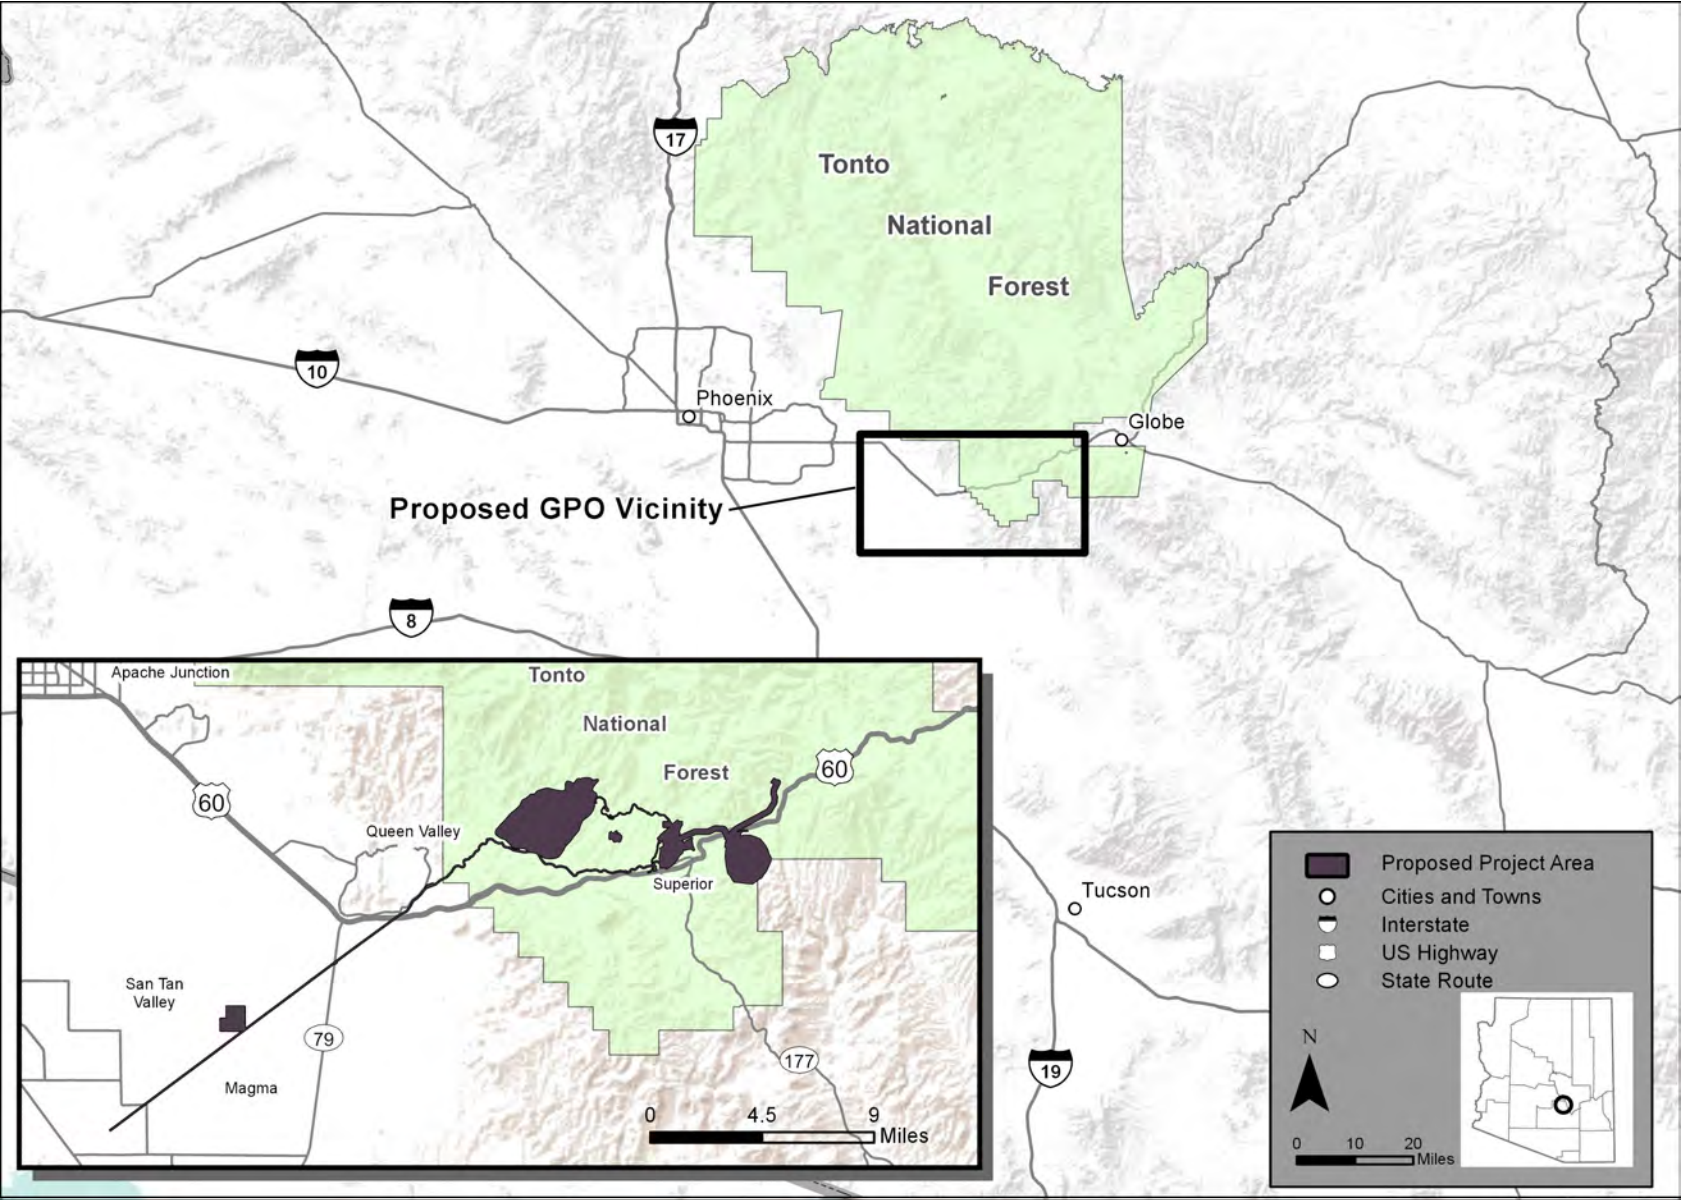 17
Tonto
National
Forest
10
Phoenix
Globe
Proposed GPO Vicinity
8
Apache Junction
Tonto
National
Forest
60
60
Queen Valley
Superior
San Tan
Valley
79
Magma
177
0 4.5 9
Miles
Tucson
19
Proposed Project Area
Cities and Towns
Interstate
US Highway
State Route
N
0 10 20
Miles